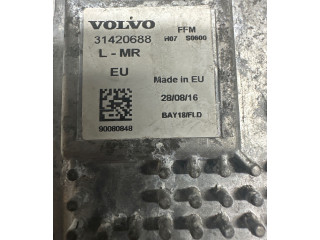 VOLVO FFM
31420688 H07 S0600
L - MR
EU Made in EU
28/08/16
90080848 BAY18/FLD